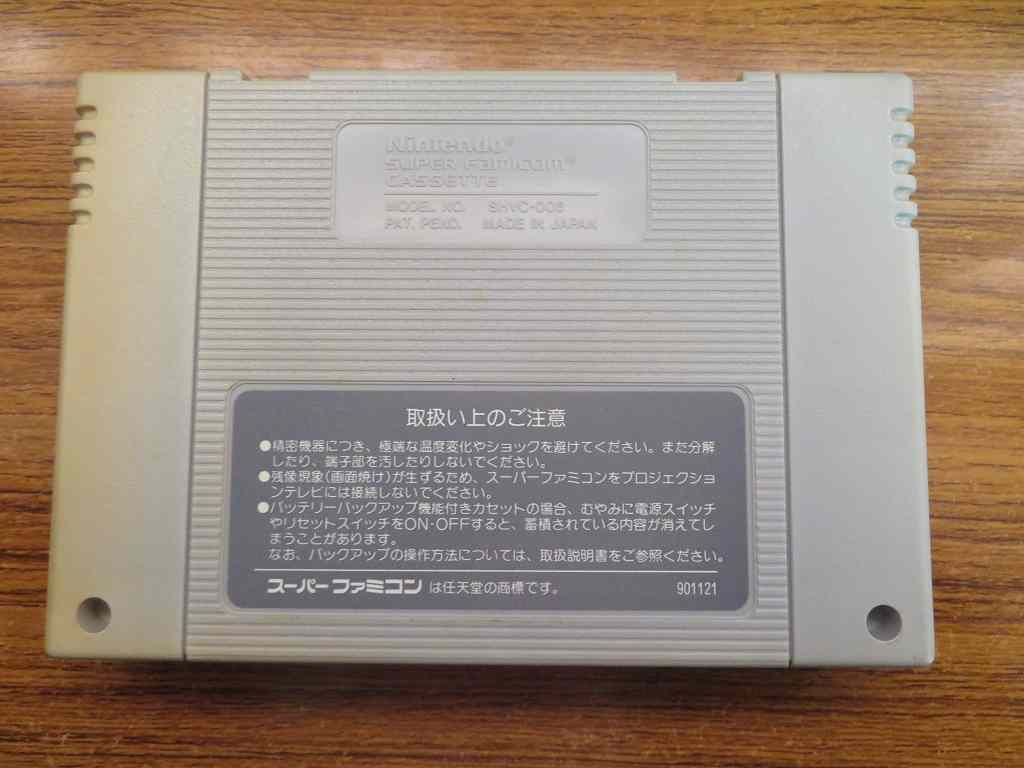 Nintendo®
SUPER Famicom®
CASSETTE
MODEL NO. SHVC-006
PAT. PEND. MADE IN JAPAN
取扱い上のご注意
●精密機器につき、極端な温度変化やショックを避けてください。また分解
したり、端子部を汚したりしないでください。
●残像現象(画面焼け)が生ずるため、スーパーファミコンをプロジェクショ
ンテレビには接続しないでください。
●バッテリーバックアップ機能付きカセットの場合、むやみに電源スイッチ
やリセットスイッチをON・OFFすると、蓄積されている内容が消えてし
まうことがあります。
なお、バックアップの操作方法については、取扱説明書をご参照ください。
スーパーファミコンは任天堂の商標です。 901121